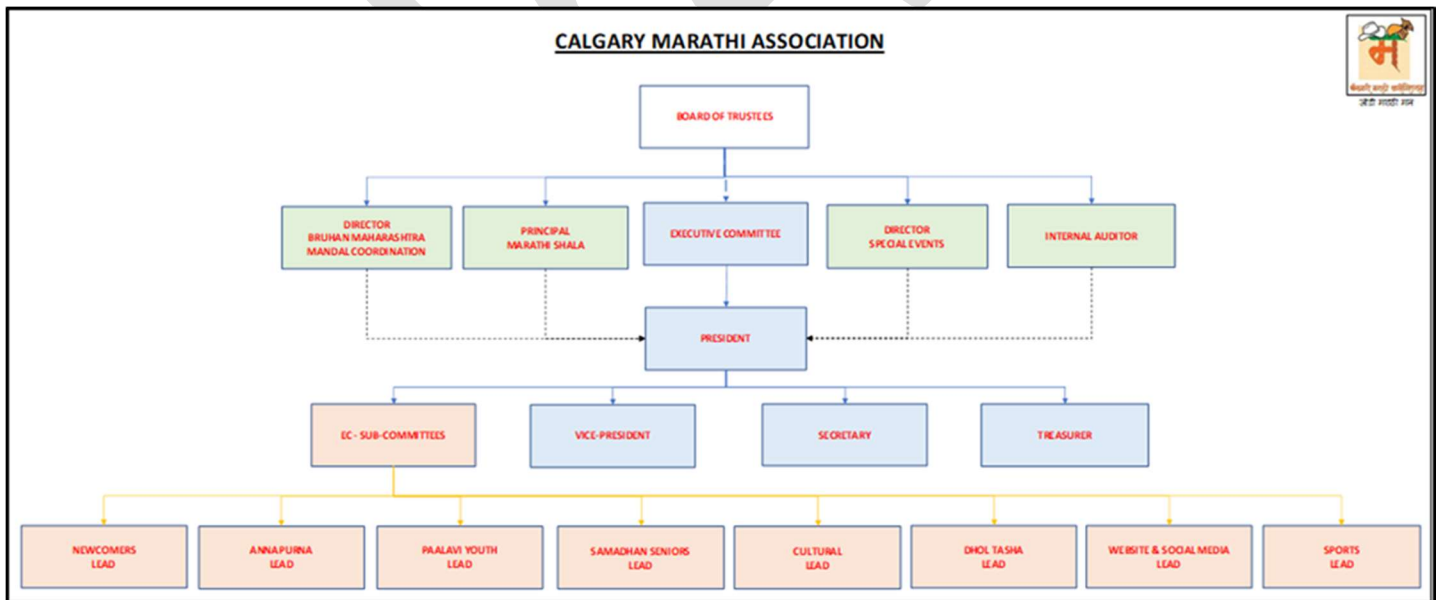 CALGARY MARATHI ASSOCIATION
BOARD OF TRUSTEES
DIRECTOR
BRUHAN MAHARASHTRA
MANDAL COORDINATION
PRINCIPAL
MARATHI SHALA
EXECUTIVE COMMITTEE
DIRECTOR
SPECIAL EVENTS
INTERNAL AUDITOR
PRESIDENT
EC - SUB-COMMITTEES
VICE-PRESIDENT
SECRETARY
TREASURER
NEWCOMERS
LEAD
ANNAPURNA
LEAD
PAALAVI YOUTH
LEAD
SAMADHAN SENIORS
LEAD
CULTURAL
LEAD
DHOL TASHA
LEAD
WEBSITE & SOCIAL MEDIA
LEAD
SPORTS
LEAD